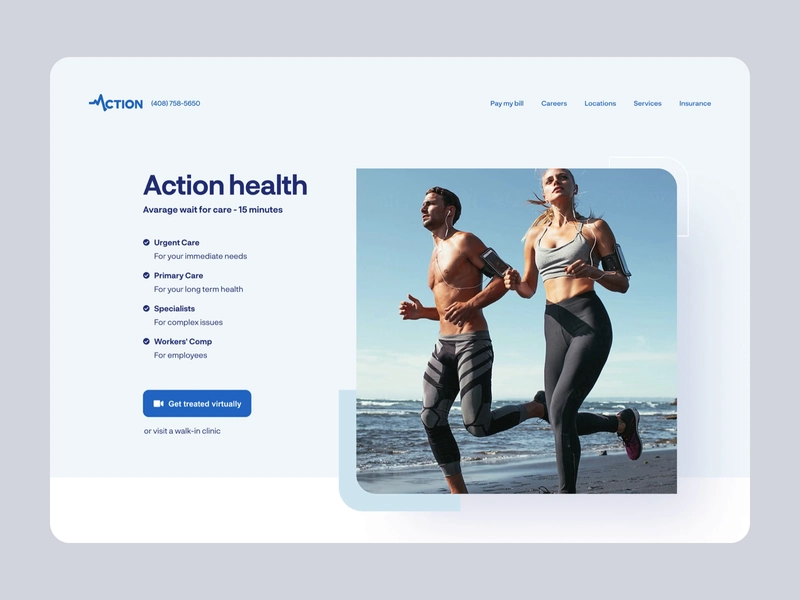 ACTION (408) 758-5650 Pay my bill Careers Locations Services Insurance
Action health
Avarage wait for care - 15 minutes
Urgent Care
For your immediate needs
Primary Care
For your long term health
Specialists
For complex issues
Workers' Comp
For employees
Get treated virtually
or visit a walk-in clinic